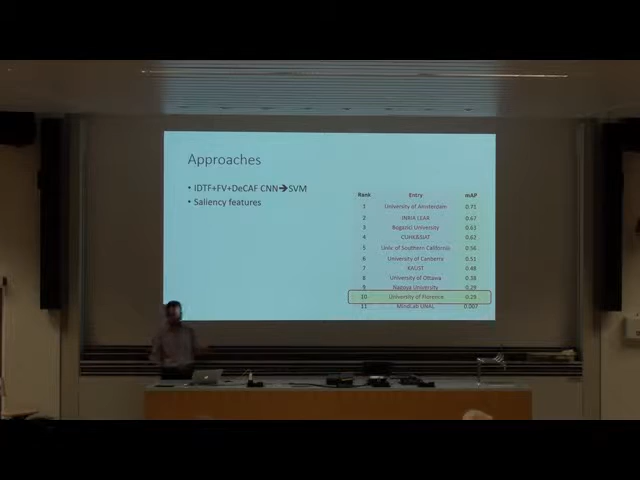 Approaches
• IDTF+FV+DeCAF CNN➔SVM
• Saliency features
Rank Entry mAP
1 University of Amsterdam 0.71
2 INRIA LEAR 0.67
3 Bogazici University 0.63
4 CUHK&SIAT 0.62
5 Univ of Southern California 0.56
6 University of Canberra 0.51
7 KAUST 0.48
8 University of Ottawa 0.38
9 Nagoya University 0.29
10 University of Florence 0.29
11 MindLab UNAL 0.007